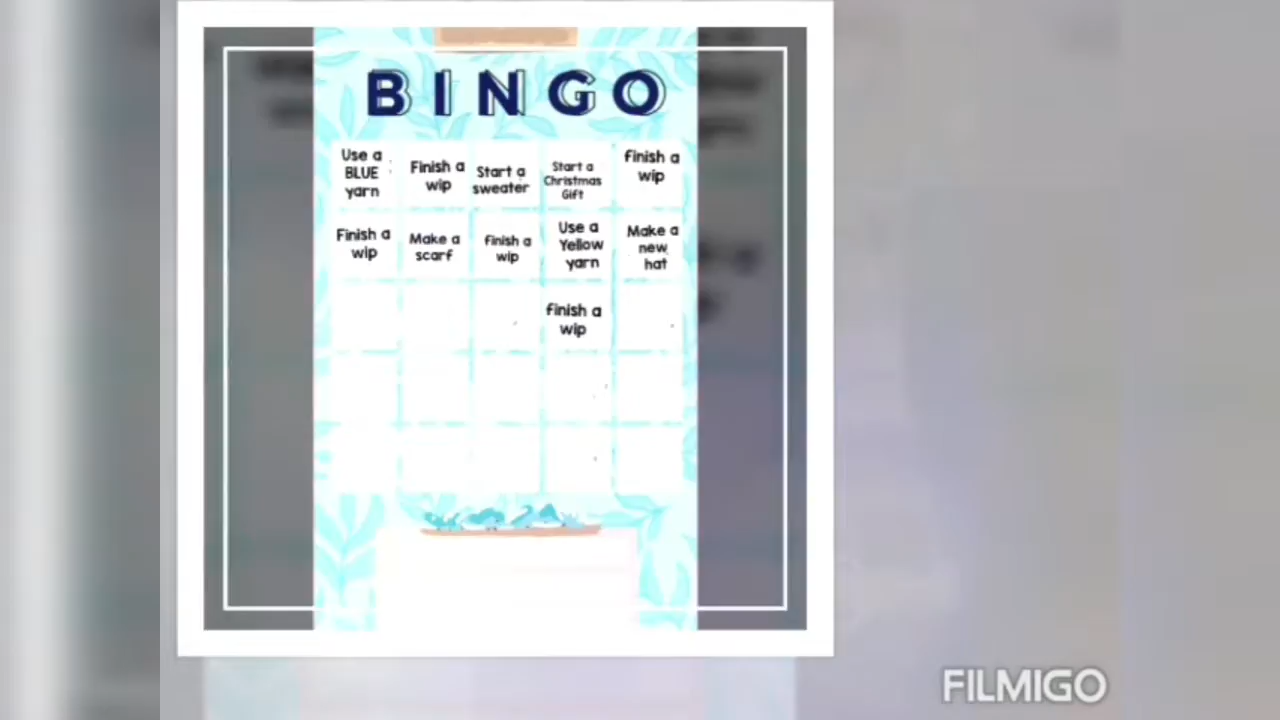 BINGO
Use a
BLUE
yarn
Finish a
wip
Start a
sweater
Start a
Christmas
Gift
finish a
wip
Finish a
wip
Make a
scarf
finish a
wip
Use a
Yellow
yarn
Make a
new
hat
finish a
wip
FILMIGO